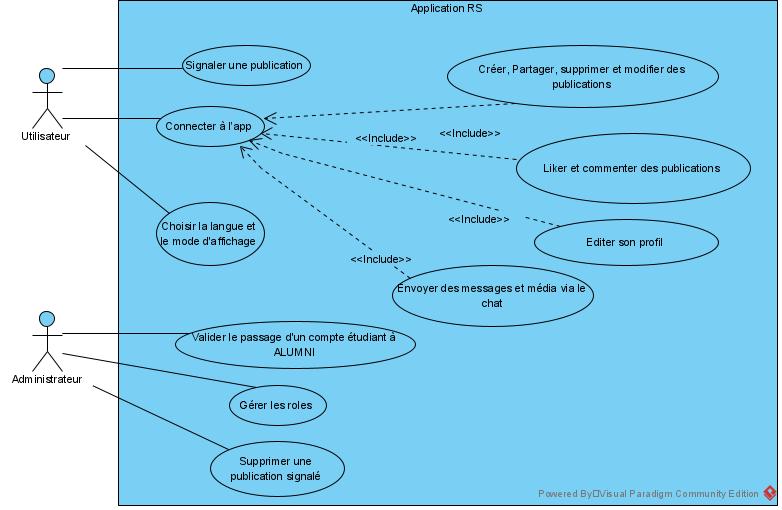 Application RS
Signaler une publication
Créer, Partager, supprimer et modifier des
publications
Utilisateur
Connecter à l'app
<<Include>>
<<Include>>
Liker et commenter des publications
Choisir la langue et
le mode d'affichage
<<Include>>
Editer son profil
<<Include>>
Envoyer des messages et média via le
chat
Valider le passage d'un compte étudiant à
ALUMNI
Administrateur
Gérer les roles
Supprimer une
publication signalé
Powered By Visual Paradigm Community Edition